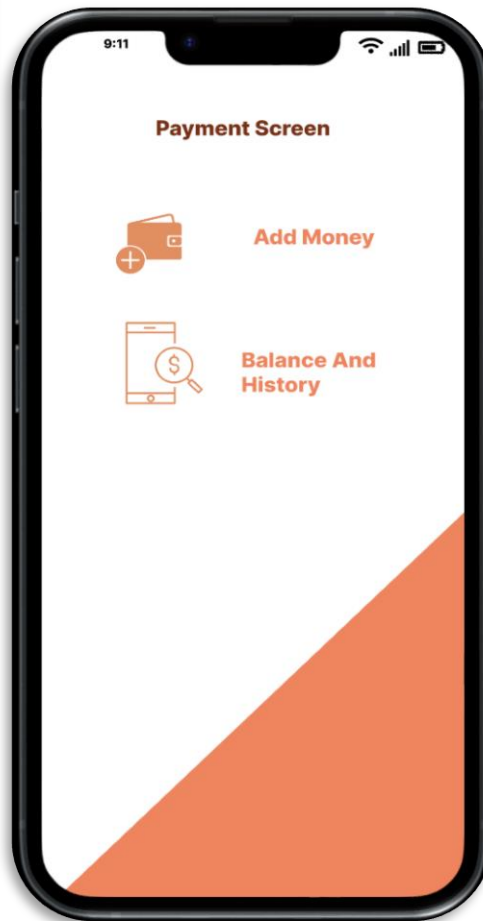 9:11
Payment Screen
Add Money
$
Balance And
History